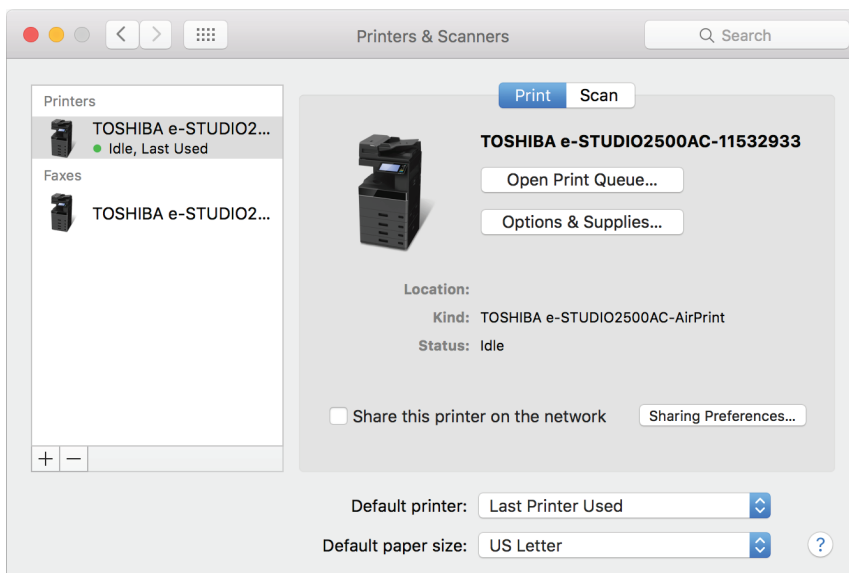 Printers & Scanners
Search
Printers
TOSHIBA e-STUDIO2...
Idle, Last Used
Faxes
TOSHIBA e-STUDIO2...
+ −
Print Scan
TOSHIBA e-STUDIO2500AC-11532933
Open Print Queue...
Options & Supplies...
Location:
Kind: TOSHIBA e-STUDIO2500AC-AirPrint
Status: Idle
Share this printer on the network Sharing Preferences...
Default printer: Last Printer Used
Default paper size: US Letter
?